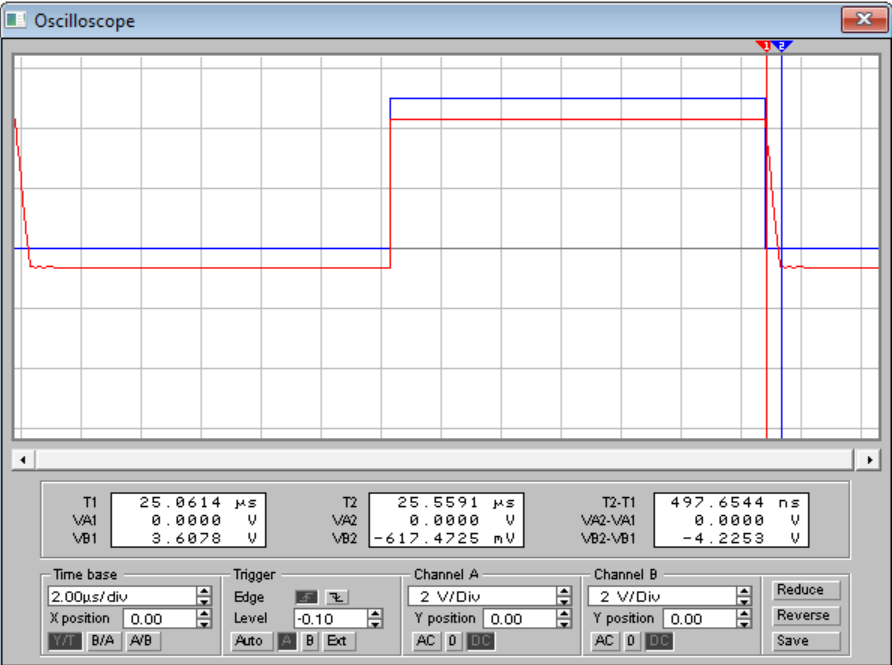 Oscilloscope
1 2
T1 25.0614 µs T2 25.5591 µs T2-T1 497.6544 ns
VA1 0.0000 V VA2 0.0000 V VA2-VA1 0.0000 V
VB1 3.6078 V VB2 -617.4725 mV VB2-VB1 -4.2253 V
Time base Trigger Channel A Channel B
2.00µs/div Edge 2 V/Div 2 V/Div Reduce
X position 0.00 Level -0.10 Y position 0.00 Y position 0.00 Reverse
Y/T B/A A/B Auto A B Ext AC 0 DC AC 0 DC Save